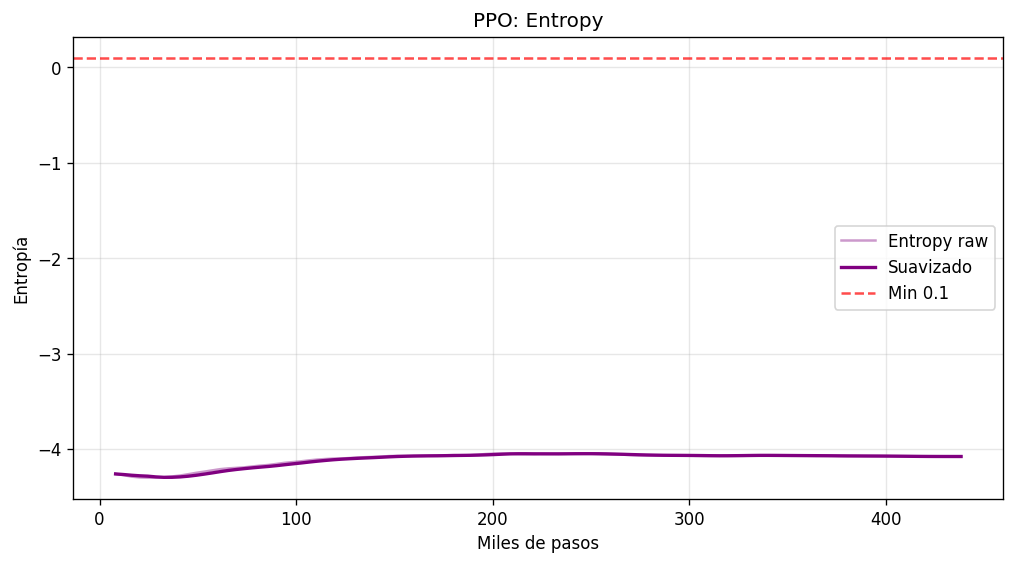 PPO: Entropy
Entropía
0
−1
−2
−3
−4
Entropy raw
Suavizado
Min 0.1
0
100
200
300
400
Miles de pasos